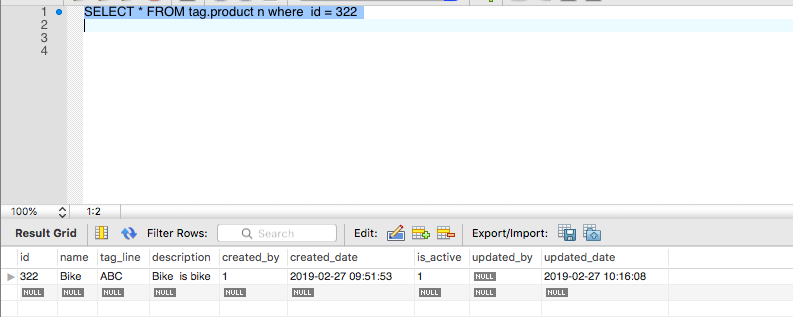 1 SELECT * FROM tag.product n where id = 322
2
3
4
100% 1:2
Result Grid Filter Rows: Search Edit: Export/Import:
id name tag_line description created_by created_date is_active updated_by updated_date
322 Bike ABC Bike is bike 1 2019-02-27 09:51:53 1 NULL 2019-02-27 10:16:08
NULL NULL NULL NULL NULL NULL NULL NULL NULL